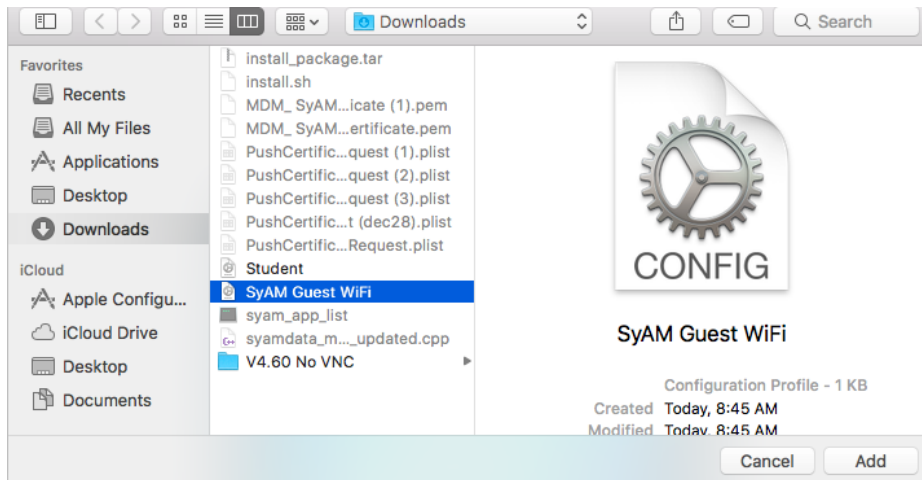 Downloads
Search
Favorites
Recents
All My Files
Applications
Desktop
Downloads
iCloud
Apple Configu...
iCloud Drive
Desktop
Documents
install_package.tar
install.sh
MDM_ SyAM...icate (1).pem
MDM_ SyAM...ertificate.pem
PushCertific...quest (1).plist
PushCertific...quest (2).plist
PushCertific...quest (3).plist
PushCertific...t (dec28).plist
PushCertific...Request.plist
Student
SyAM Guest WiFi
syam_app_list
syamdata_m..._updated.cpp
V4.60 No VNC
CONFIG
SyAM Guest WiFi
Configuration Profile - 1 KB
Created Today, 8:45 AM
Modified Today, 8:45 AM
Cancel
Add